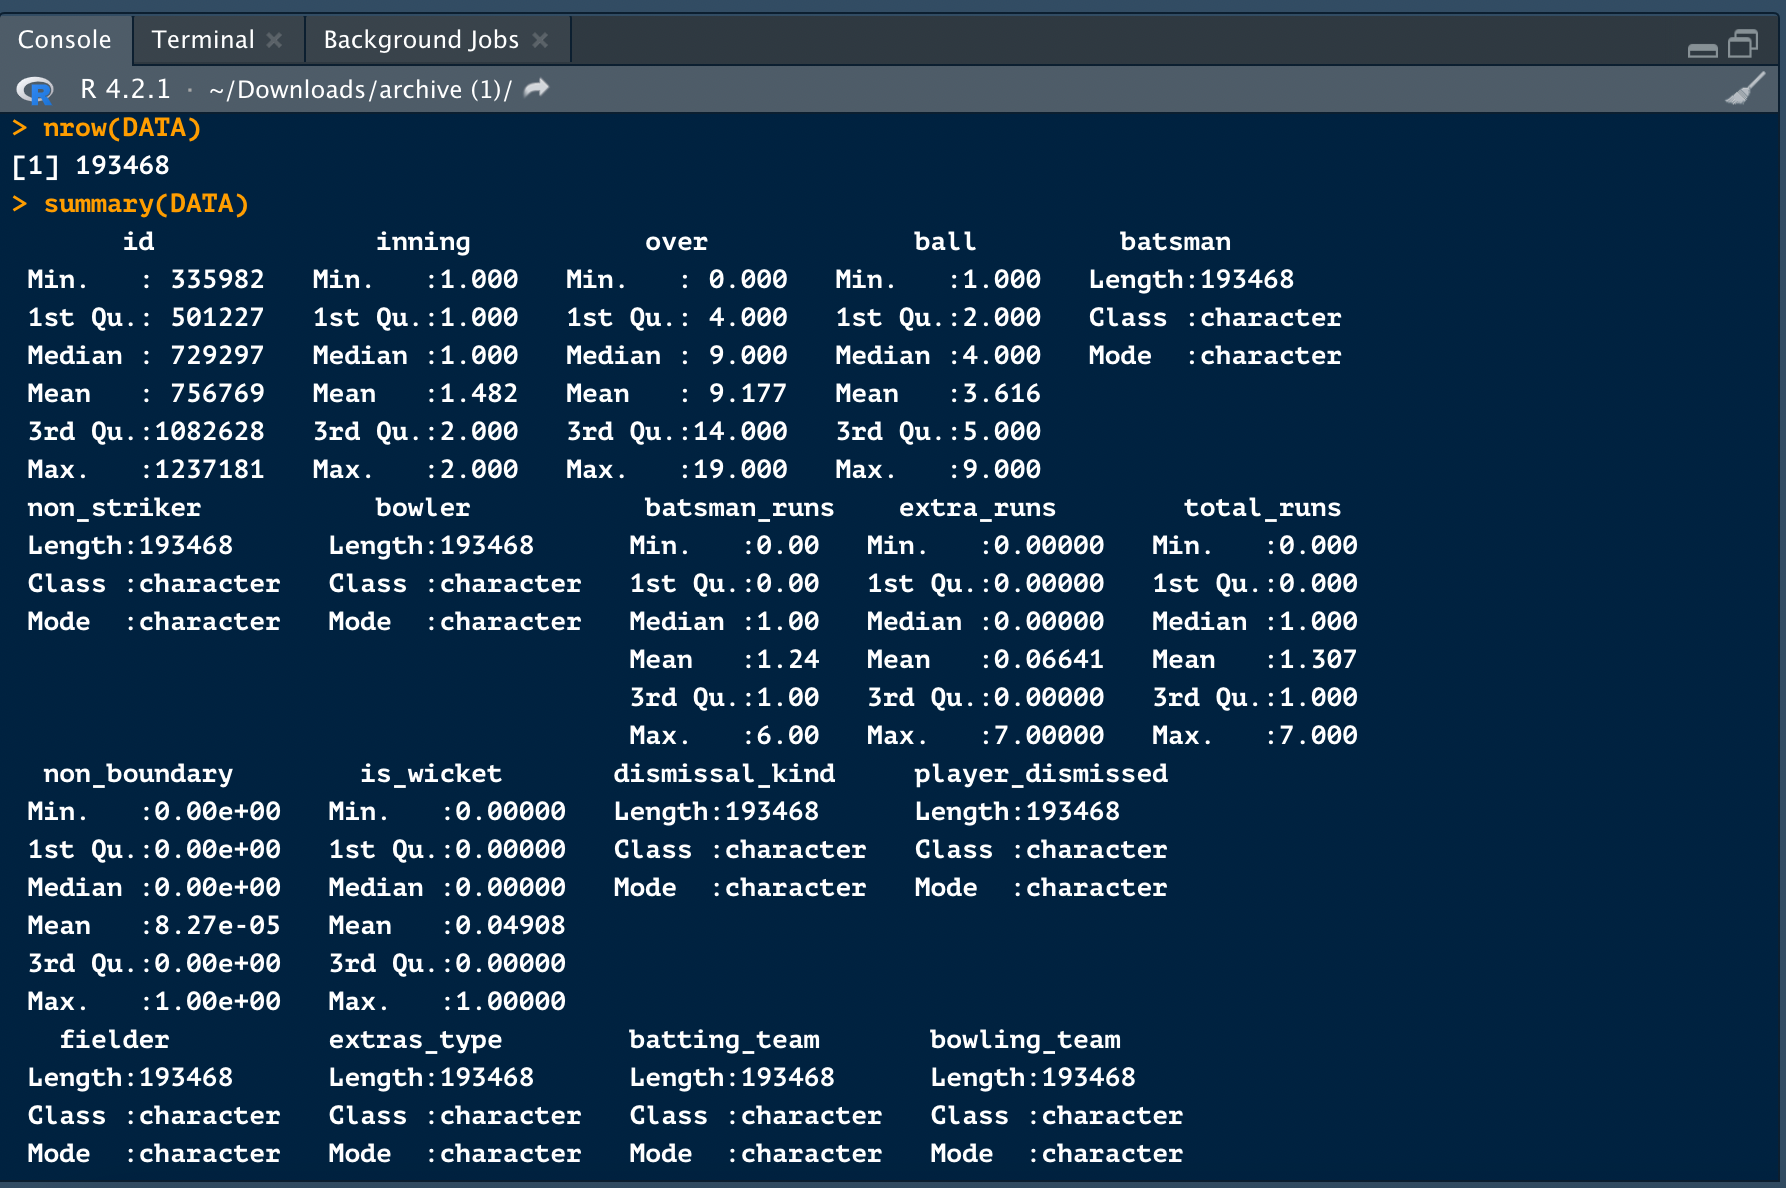 Console Terminal Background Jobs
R 4.2.1 · ~/Downloads/archive (1)/
> nrow(DATA)
[1] 193468
> summary(DATA)
id inning over ball batsman
Min. : 335982 Min. :1.000 Min. : 0.000 Min. :1.000 Length:193468
1st Qu.: 501227 1st Qu.:1.000 1st Qu.: 4.000 1st Qu.:2.000 Class :character
Median : 729297 Median :1.000 Median : 9.000 Median :4.000 Mode :character
Mean : 756769 Mean :1.482 Mean : 9.177 Mean :3.616
3rd Qu.:1082628 3rd Qu.:2.000 3rd Qu.:14.000 3rd Qu.:5.000
Max. :1237181 Max. :2.000 Max. :19.000 Max. :9.000
non_striker bowler batsman_runs extra_runs total_runs
Length:193468 Length:193468 Min. :0.00 Min. :0.00000 Min. :0.000
Class :character Class :character 1st Qu.:0.00 1st Qu.:0.00000 1st Qu.:0.000
Mode :character Mode :character Median :1.00 Median :0.00000 Median :1.000
Mean :1.24 Mean :0.06641 Mean :1.307
3rd Qu.:1.00 3rd Qu.:0.00000 3rd Qu.:1.000
Max. :6.00 Max. :7.00000 Max. :7.000
non_boundary is_wicket dismissal_kind player_dismissed
Min. :0.00e+00 Min. :0.00000 Length:193468 Length:193468
1st Qu.:0.00e+00 1st Qu.:0.00000 Class :character Class :character
Median :0.00e+00 Median :0.00000 Mode :character Mode :character
Mean :8.27e-05 Mean :0.04908
3rd Qu.:0.00e+00 3rd Qu.:0.00000
Max. :1.00e+00 Max. :1.00000
fielder extras_type batting_team bowling_team
Length:193468 Length:193468 Length:193468 Length:193468
Class :character Class :character Class :character Class :character
Mode :character Mode :character Mode :character Mode :character